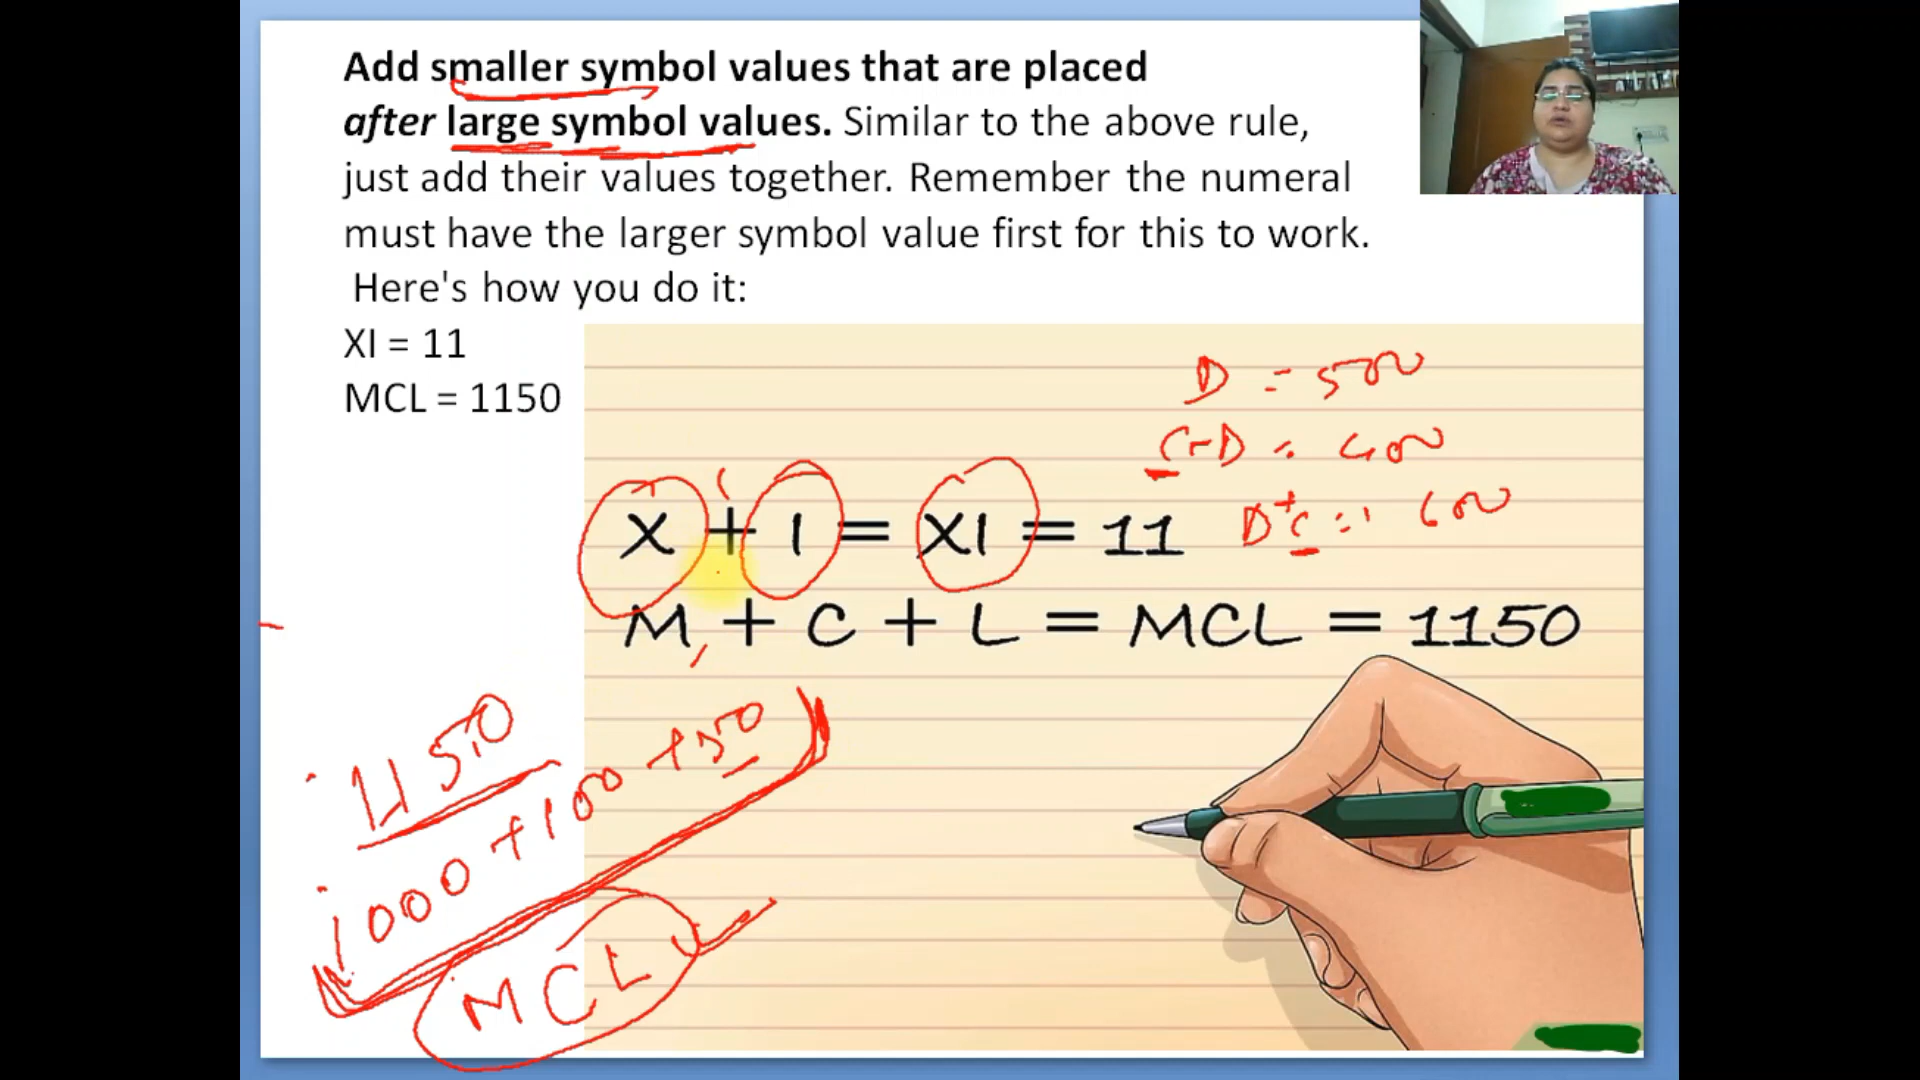 Add smaller symbol values that are placed
after large symbol values. Similar to the above rule,
just add their values together. Remember the numeral
must have the larger symbol value first for this to work.
Here's how you do it:
XI = 11
MCL = 1150
D = 500
C-D = 400
D+C = 600
X + I = XI = 11
M + C + L = MCL = 1150
1150
1000 + 100 + 50
MCL